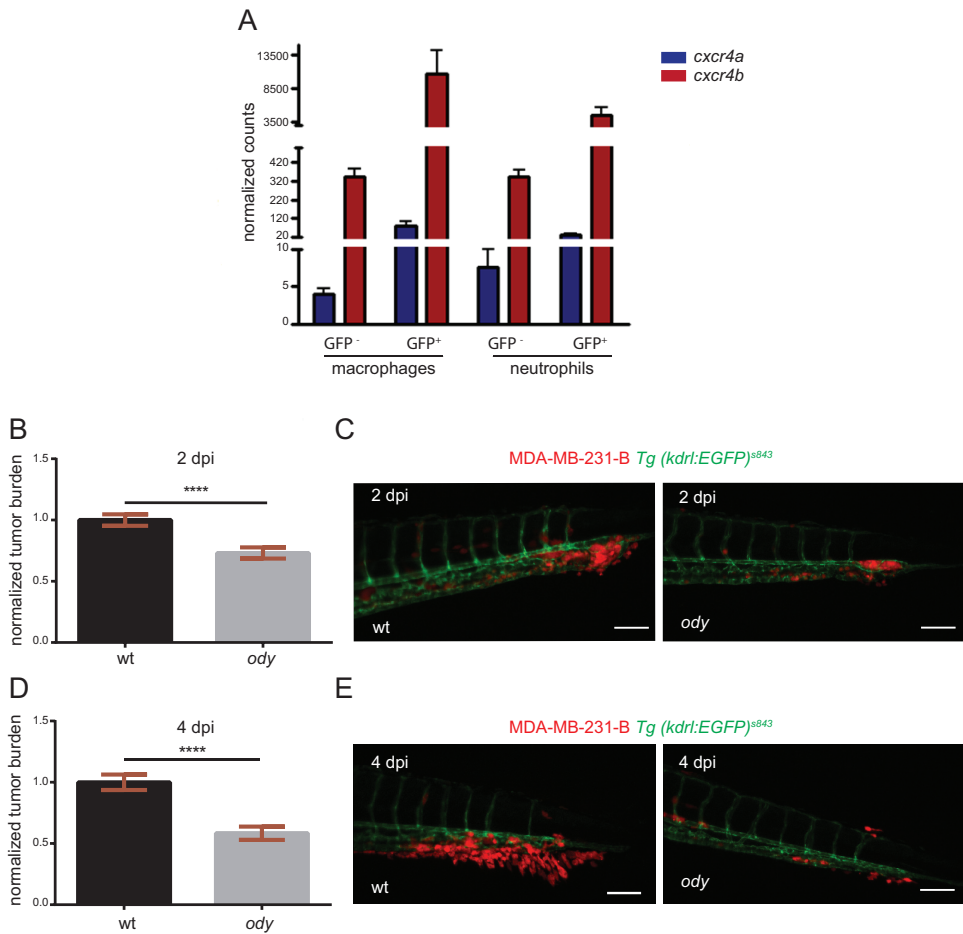 A
normalized counts
13500
8500
3500
420
320
220
120
20
10
5
0
cxcr4a
cxcr4b
GFP - GFP+ GFP - GFP+
macrophages neutrophils
B
normalized tumor burden
2 dpi
1.5
1.0
0.5
0.0
****
wt ody
C
MDA-MB-231-B Tg (kdrl:EGFP)s843
2 dpi
wt
2 dpi
ody
D
normalized tumor burden
4 dpi
1.5
1.0
0.5
0.0
****
wt ody
E
MDA-MB-231-B Tg (kdrl:EGFP)s843
4 dpi
wt
4 dpi
ody